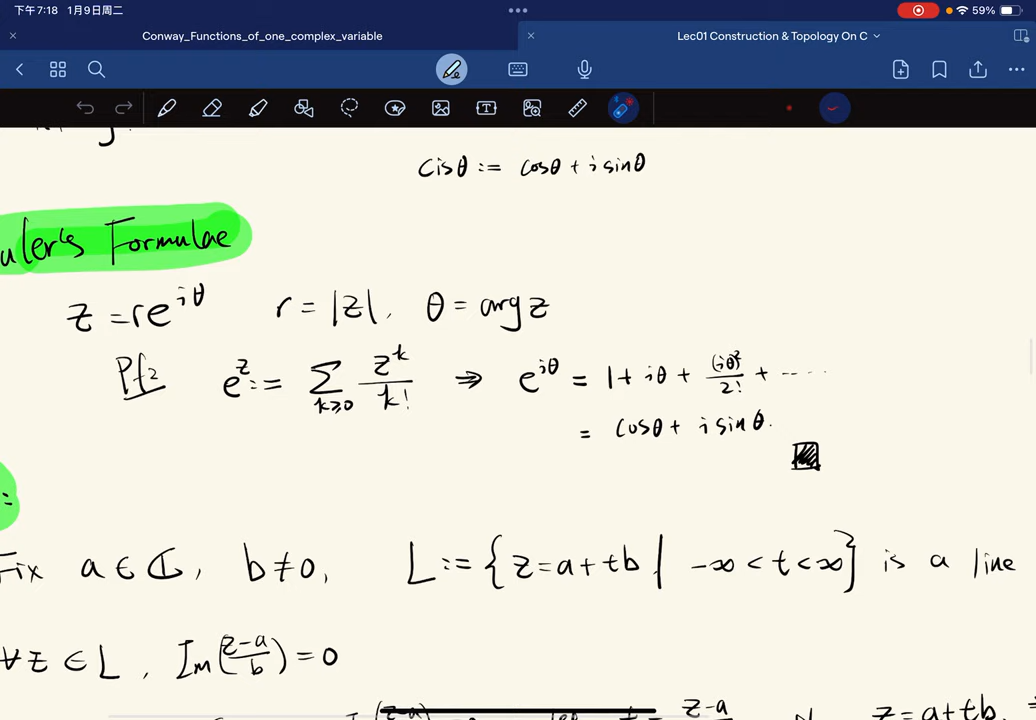 下午7:18 1月9日周二
59%
Conway_Functions_of_one_complex_variable
Lec01 Construction & Topology On C
cisθ := cosθ + i sinθ
uler's Formulae
z = re^{iθ} r = |z|, θ = arg z
Pf: e^z := ∑_{k≥0} z^k/k! ⇒ e^{iθ} = 1 + iθ + (iθ)²/2! + ----
= cosθ + i sinθ.
:
Fix a ∈ ℂ, b ≠ 0, L := {z = a + tb | -∞ < t < ∞} is a line
∀z ∈ L, Im(z-a/b) = 0
z-a
z = a + tb,